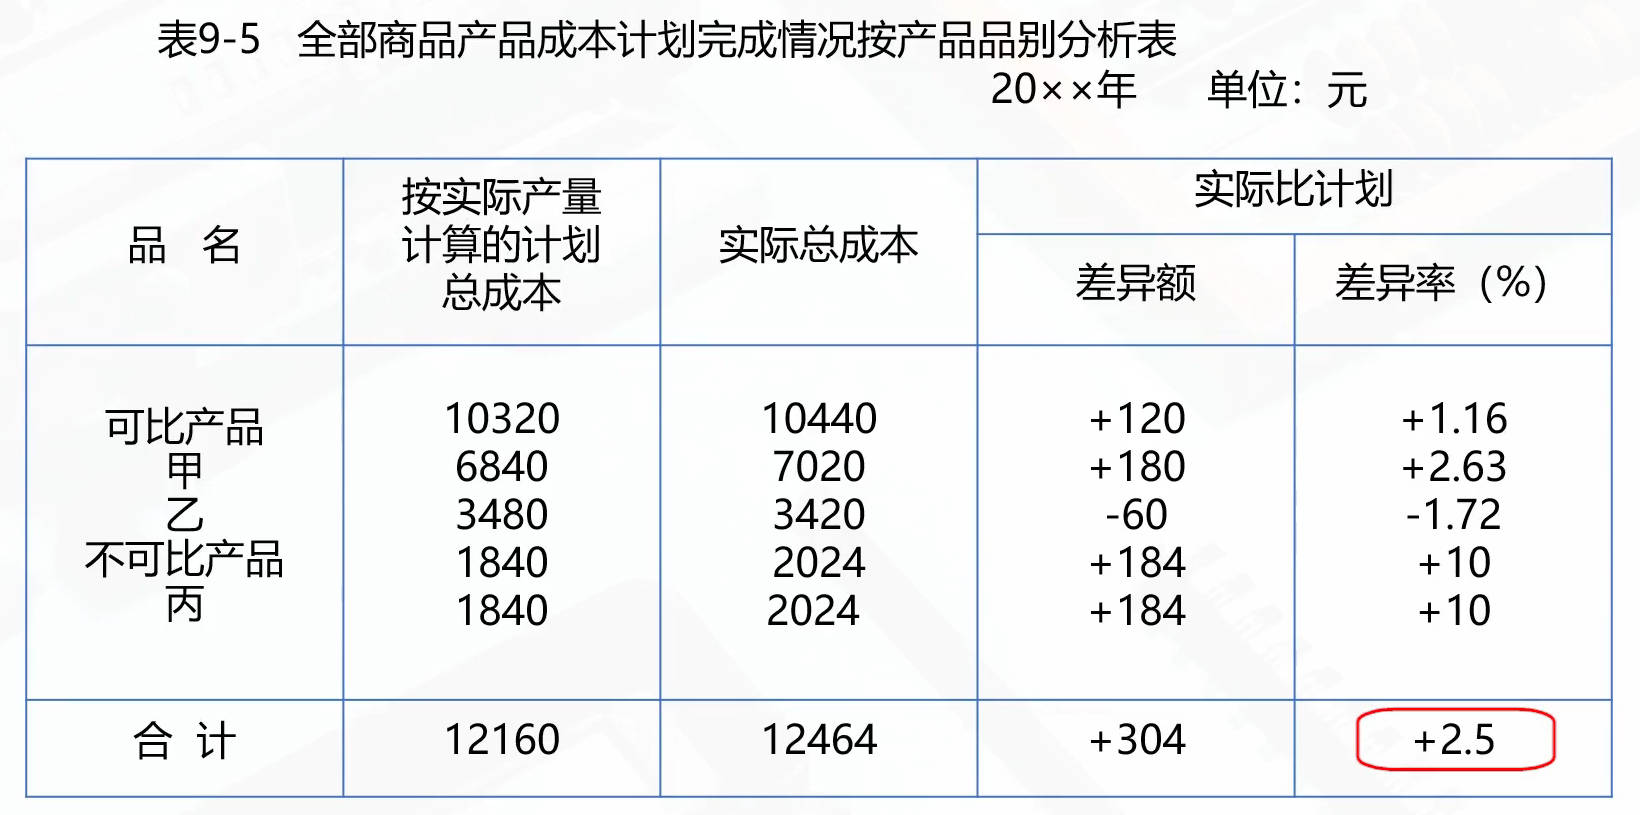 表9-5 全部商品产品成本计划完成情况按产品品别分析表
20××年 单位：元
品 名 按实际产量计算的计划总成本 实际总成本 实际比计划
差异额 差异率（%）
可比产品 10320 10440 +120 +1.16
甲 6840 7020 +180 +2.63
乙 3480 3420 -60 -1.72
不可比产品 1840 2024 +184 +10
丙 1840 2024 +184 +10
合 计 12160 12464 +304 +2.5